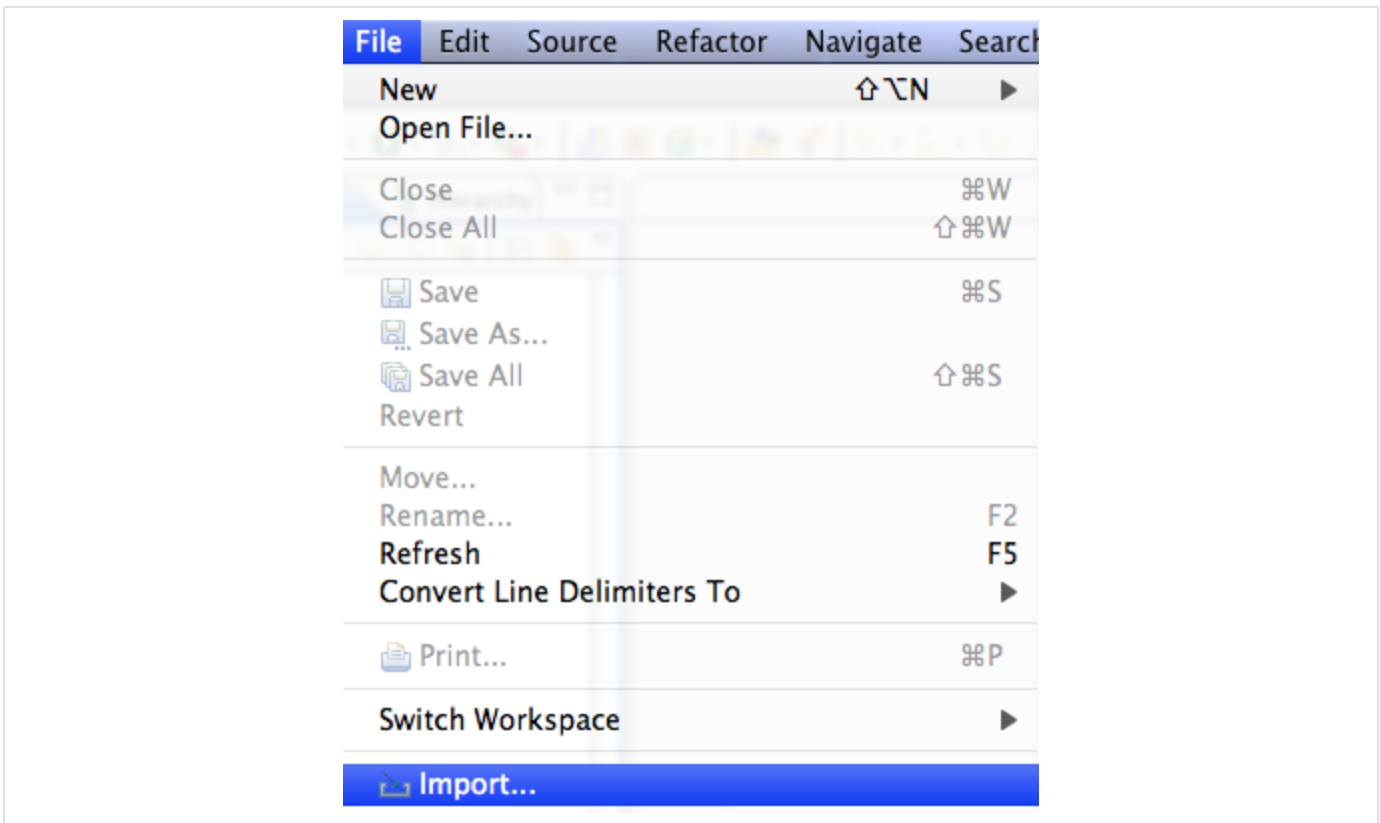 File Edit Source Refactor Navigate Search
New ⇧⌥N ▶
Open File...
Close ⌘W
Close All ⇧⌘W
Save ⌘S
Save As...
Save All ⇧⌘S
Revert
Move...
Rename... F2
Refresh F5
Convert Line Delimiters To ▶
Print... ⌘P
Switch Workspace ▶
Import...